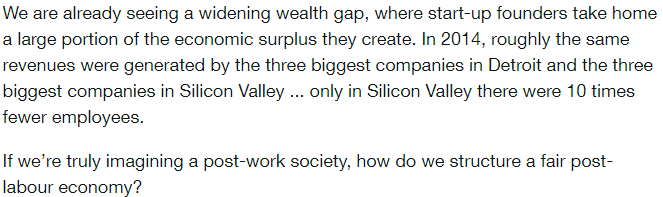 We are already seeing a widening wealth gap, where start-up founders take home
a large portion of the economic surplus they create. In 2014, roughly the same
revenues were generated by the three biggest companies in Detroit and the three
biggest companies in Silicon Valley ... only in Silicon Valley there were 10 times
fewer employees.
If we're truly imagining a post-work society, how do we structure a fair post-
labour economy?